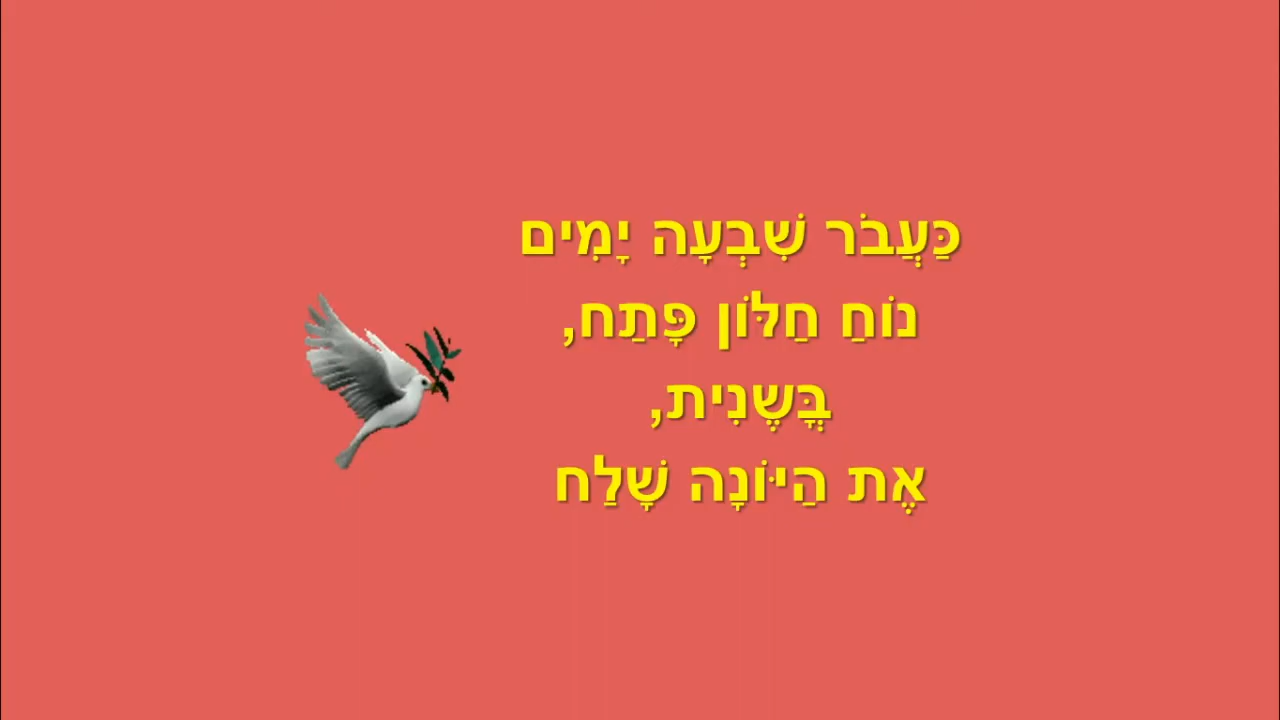 כַּעֲבֹר שִׁבְעָה יָמִים
נוֹחַ חַלּוֹן פָּתַח,
בְּשֶׁנִית,
אֶת הַיּוֹנָה שָׁלַח